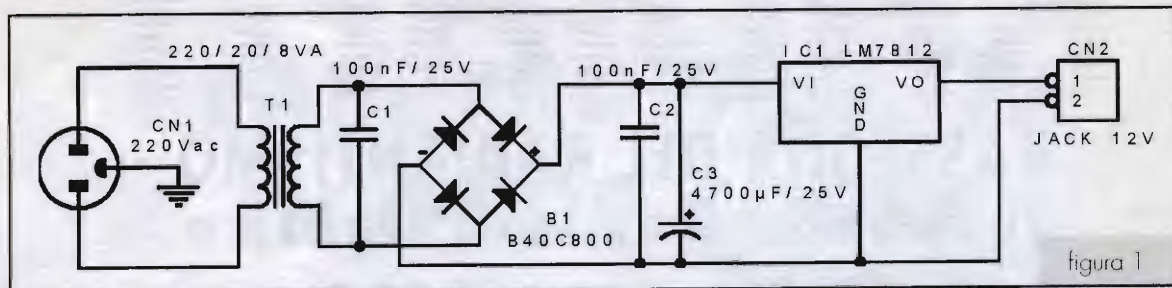 220/20/8VA
T1
CN1
220Vac
100nF/25V
C1
-
+
B1
B40C800
100nF/25V
C2
C3
4700µF/25V
+
IC1 LM7812
VI
GND
VO
CN2
1
2
JACK 12V
figura 1